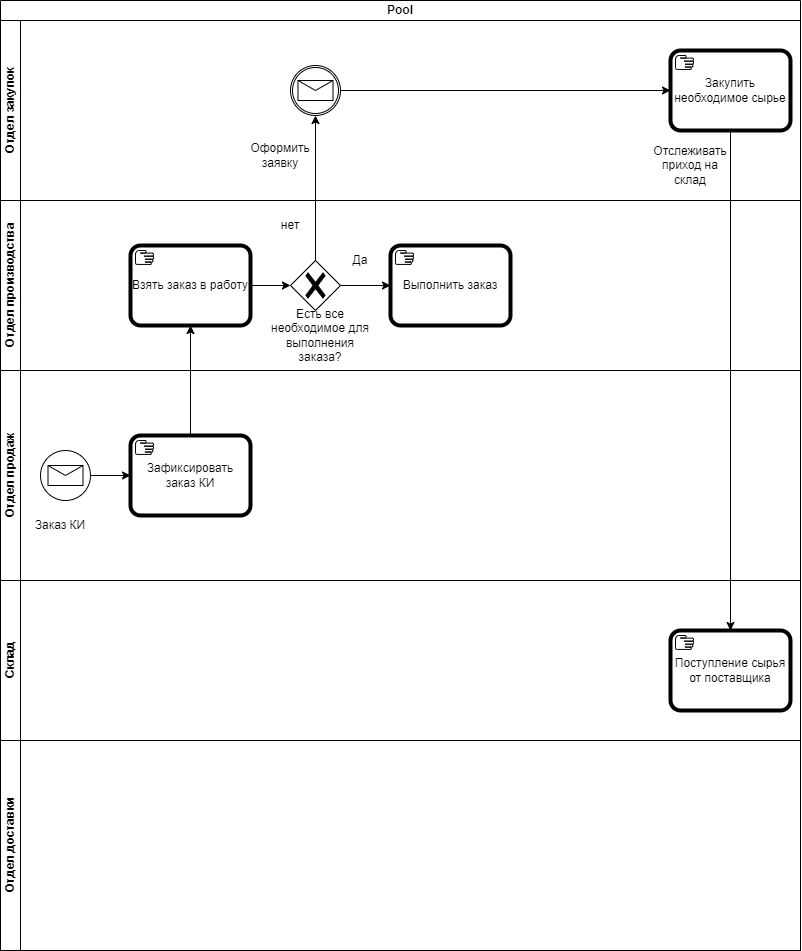 Pool
Отдел закупок
Закупить
необходимое сырье
Оформить
заявку
Отслеживать
приход на
склад
Отдел производства
нет
Взять заказ в работу
Да
Выполнить заказ
Есть все
необходимое для
выполнения
заказа?
Отдел продаж
Зафиксировать
заказ КИ
Заказ КИ
Склад
Поступление сырья
от поставщика
Отдел доставки